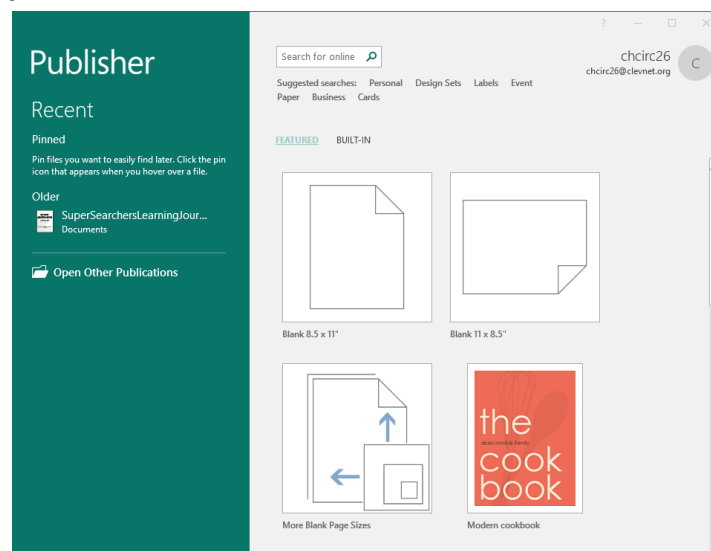 Publisher
Recent
Pinned
Pin files you want to easily find later. Click the pin
icon that appears when you hover over a file.
Older
SuperSearchersLearningJour...
Documents
Open Other Publications
?
Search for online
chcirc26
chcirc26@clevnet.org
C
Suggested searches: Personal Design Sets Labels Event
Paper Business Cards
FEATURED BUILT-IN
Blank 8.5 x 11"
Blank 11 x 8.5"
More Blank Page Sizes
the
abercrombie family
cook
book
Modern cookbook